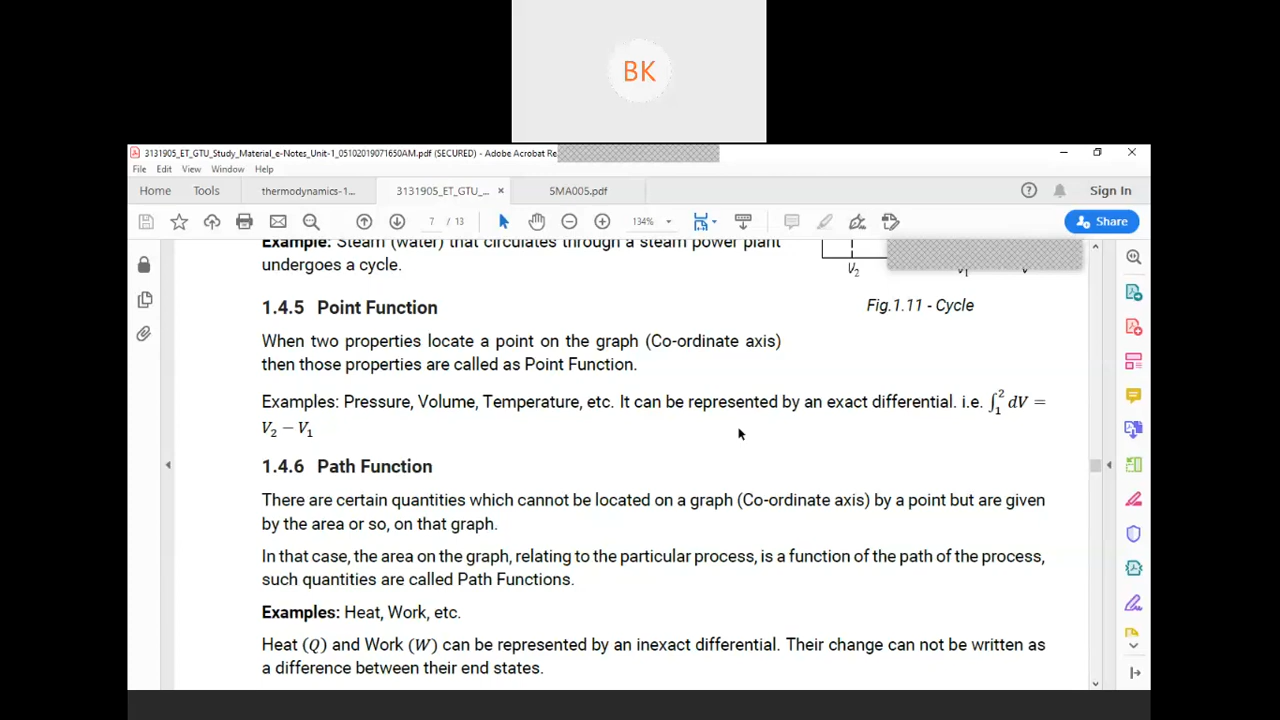 BK
3131905_ET_GTU_Study_Material_e-Notes_Unit-1_05102019071650AM.pdf (SECURED) - Adobe Acrobat Re
File Edit View Window Help
Home Tools thermodynamics-1... 3131905_ET_GTU_... × SMA005.pdf Sign In
7 / 13 134% Share
Example: Steam (water) that circulates through a steam power plant
undergoes a cycle.
V₂ V₁ V
Fig.1.11 - Cycle
1.4.5 Point Function
When two properties locate a point on the graph (Co-ordinate axis)
then those properties are called as Point Function.
Examples: Pressure, Volume, Temperature, etc. It can be represented by an exact differential. i.e. ∫₁² dV =
V₂ − V₁
1.4.6 Path Function
There are certain quantities which cannot be located on a graph (Co-ordinate axis) by a point but are given
by the area or so, on that graph.
In that case, the area on the graph, relating to the particular process, is a function of the path of the process,
such quantities are called Path Functions.
Examples: Heat, Work, etc.
Heat (Q) and Work (W) can be represented by an inexact differential. Their change can not be written as
a difference between their end states.